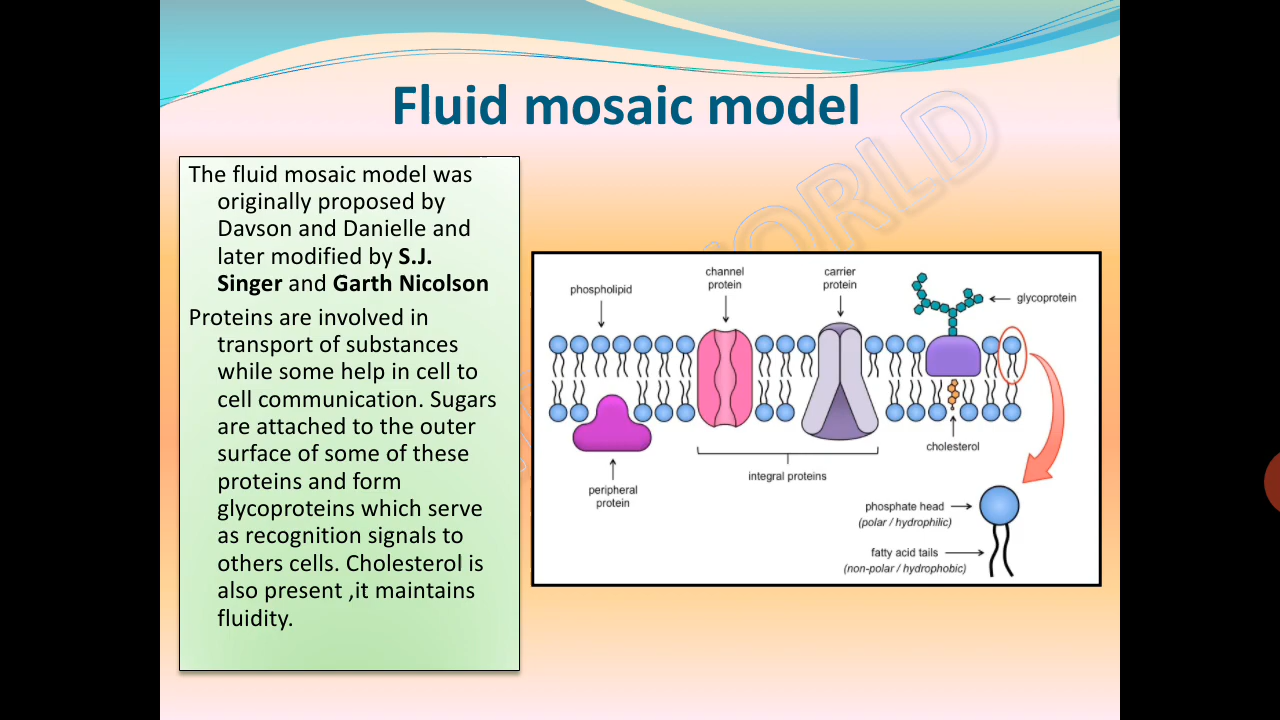 Fluid mosaic model
The fluid mosaic model was
originally proposed by
Davson and Danielle and
later modified by S.J.
Singer and Garth Nicolson
Proteins are involved in
transport of substances
while some help in cell to
cell communication. Sugars
are attached to the outer
surface of some of these
proteins and form
glycoproteins which serve
as recognition signals to
others cells. Cholesterol is
also present ,it maintains
fluidity.
phospholipid
channel
protein
carrier
protein
glycoprotein
peripheral
protein
integral proteins
cholesterol
phosphate head
(polar / hydrophilic)
fatty acid tails
(non-polar / hydrophobic)